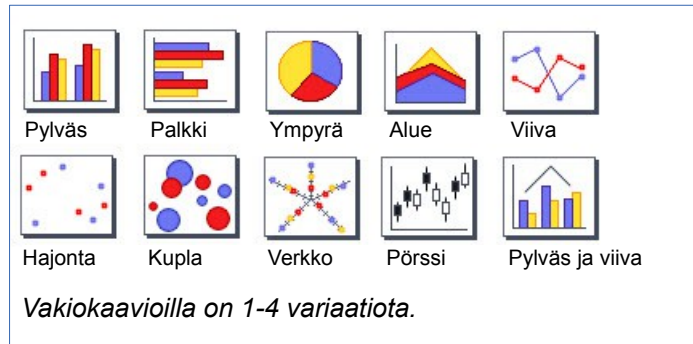 Pylväs Palkki Ympyrä Alue Viiva
Hajonta Kupla Verkko Pörssi Pylväs ja viiva
Vakiokaavioilla on 1-4 variaatiota.